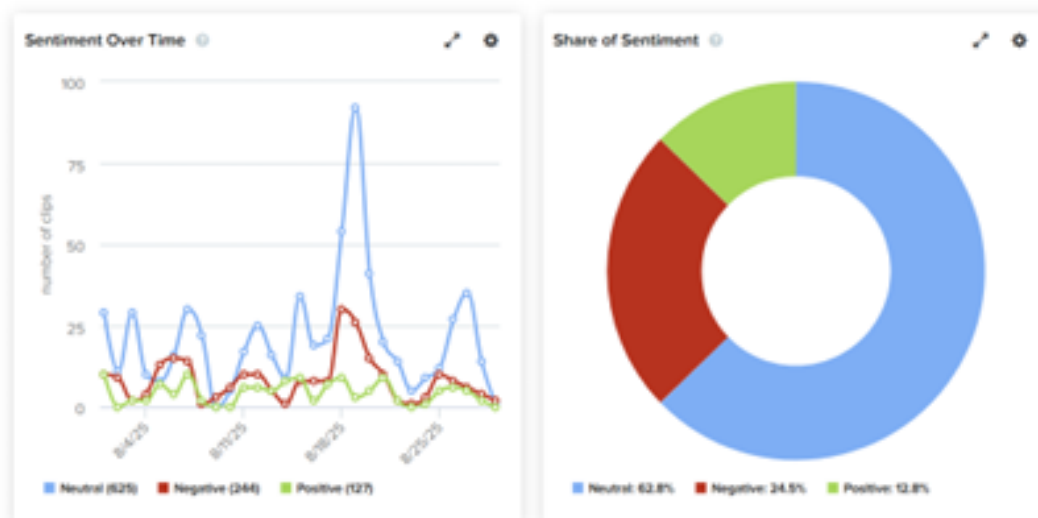 Sentiment Over Time
100
75
50
25
0
number of clips
8/4/25
8/11/25
8/18/25
8/25/25
Neutral (625)
Negative (244)
Positive (127)
Share of Sentiment
Neutral: 62.8%
Negative: 24.5%
Positive: 12.8%